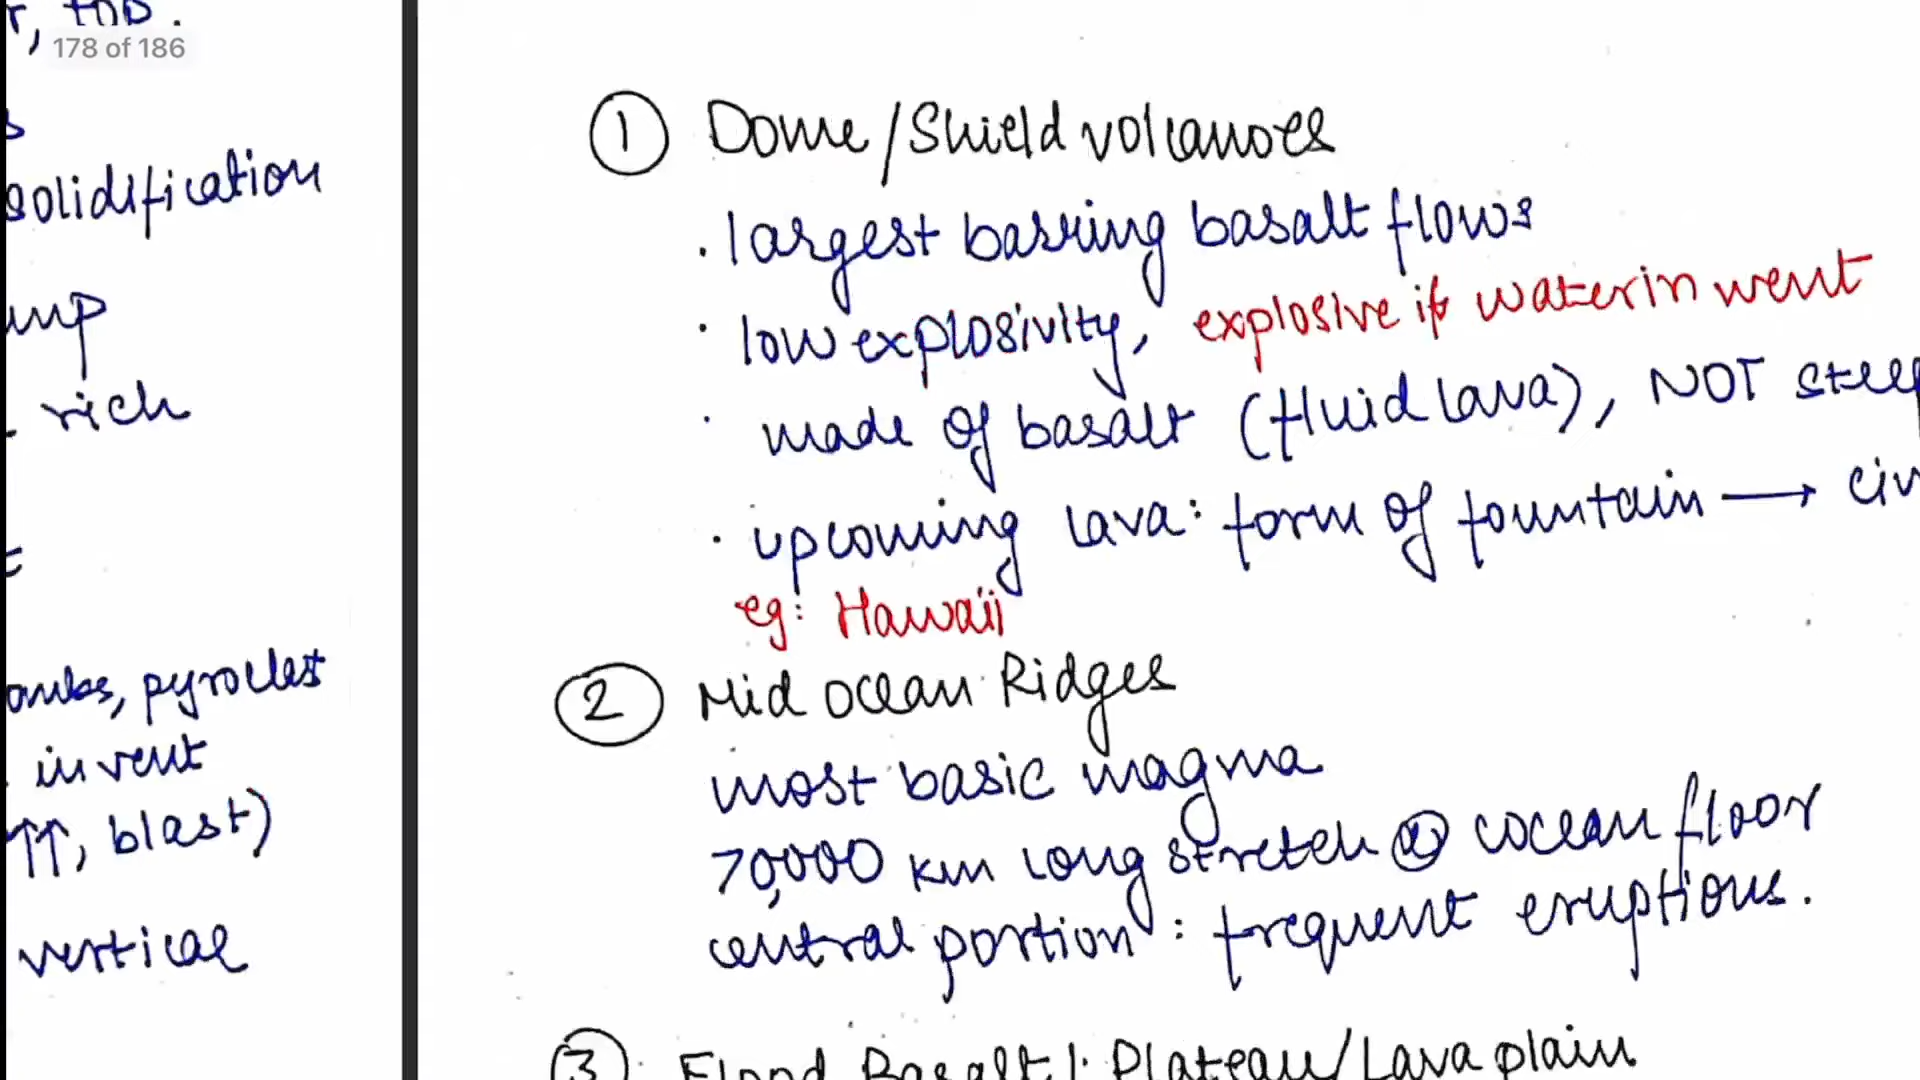 178 of 186
solidification
rich
pyroclast
in vent
↑↑, blast)
vertical
① Dome/Shield volcanoes
. largest barring basalt flows
. low explosivity, explosive if water in went
. made of basalt (fluid lava), NOT steep
. upcoming lava: form of fountain →
eg: Hawaii
② Mid ocean Ridges
most basic magma
70,000 km long stretch @ ocean floor
central portion : frequent eruptions.
③. Flood Basalt /. Plateau/Lava plain